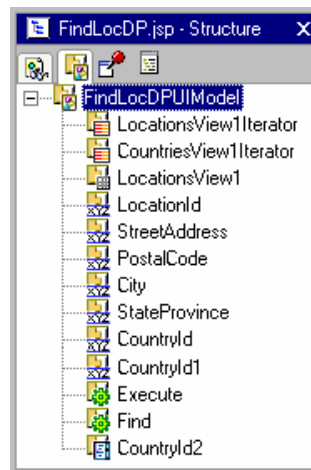 FindLocDP.jsp - Structure
FindLocDPUIModel
LocationsView1Iterator
CountriesView1Iterator
LocationsView1
LocationId
StreetAddress
PostalCode
City
StateProvince
CountryId
CountryId1
Execute
Find
CountryId2